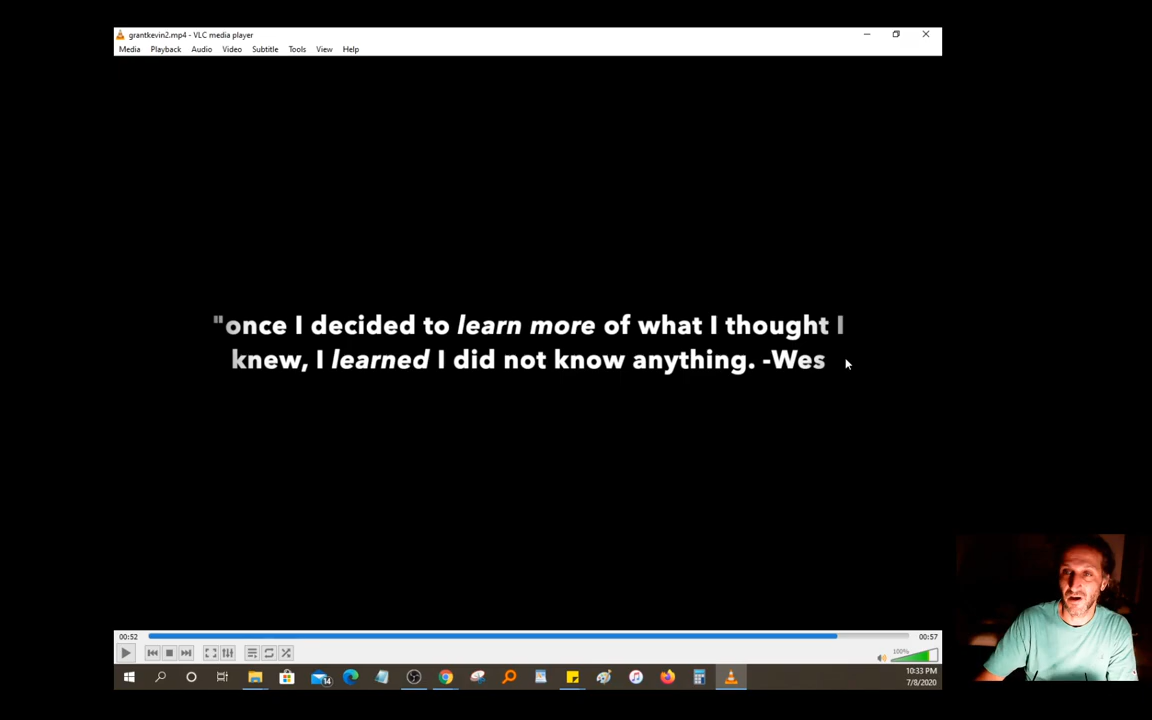 grantkevin2.mp4 - VLC media player
Media Playback Audio Video Subtitle Tools View Help
"once I decided to learn more of what I thought I
knew, I learned I did not know anything. -Wes
00:52 00:57
100%
14
10:33 PM
7/8/2020